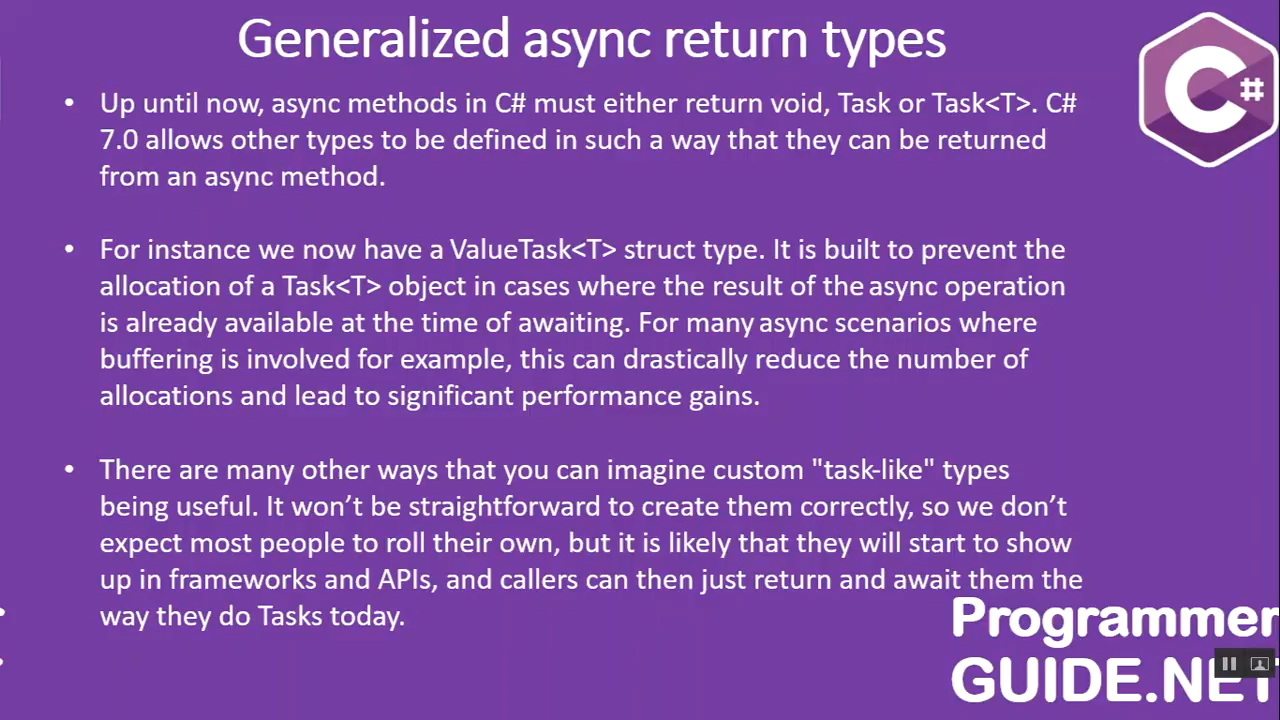 Generalized async return types
C#
• Up until now, async methods in C# must either return void, Task or Task<T>. C#
7.0 allows other types to be defined in such a way that they can be returned
from an async method.
• For instance we now have a ValueTask<T> struct type. It is built to prevent the
allocation of a Task<T> object in cases where the result of the async operation
is already available at the time of awaiting. For many async scenarios where
buffering is involved for example, this can drastically reduce the number of
allocations and lead to significant performance gains.
• There are many other ways that you can imagine custom "task-like" types
being useful. It won’t be straightforward to create them correctly, so we don’t
expect most people to roll their own, but it is likely that they will start to show
up in frameworks and APIs, and callers can then just return and await them the
way they do Tasks today.
Programmer
GUIDE.NET